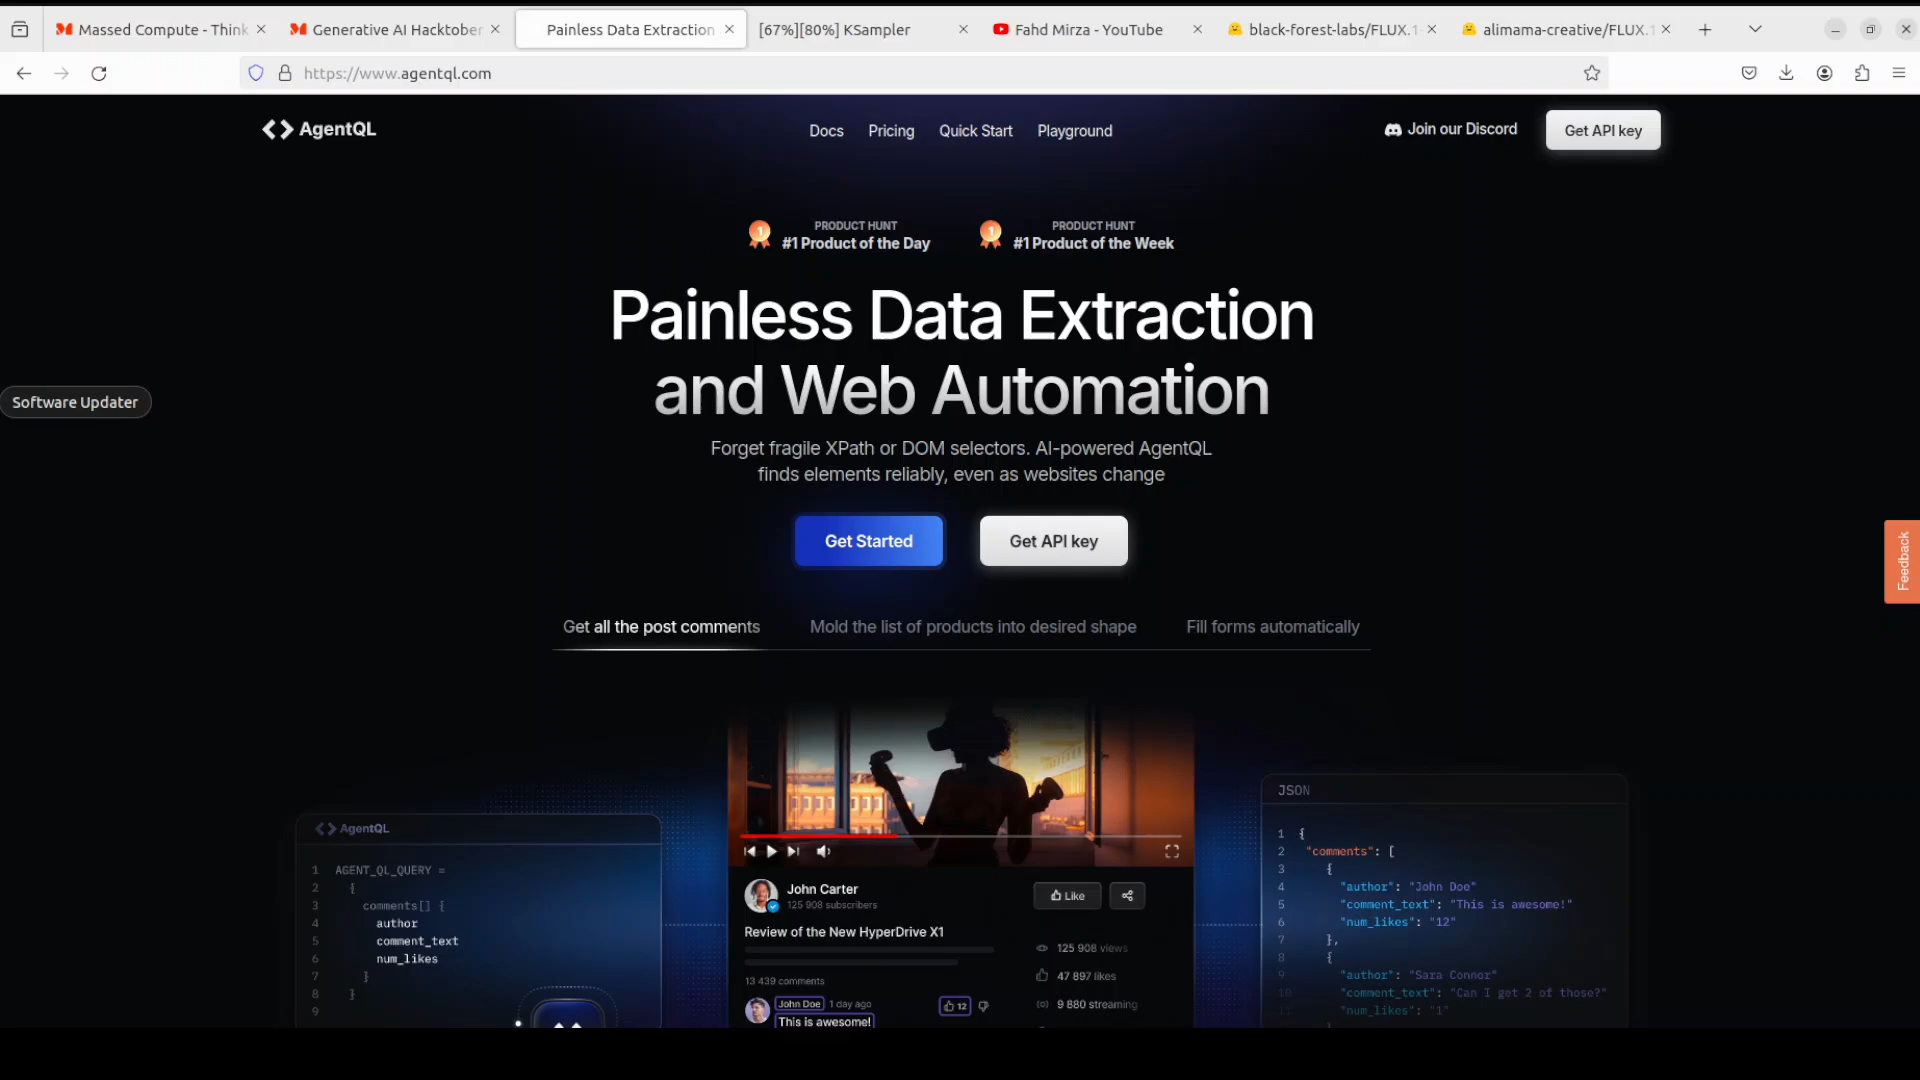 Massed Compute - Think
Generative AI Hacktober
Painless Data Extraction
[67%][80%] KSampler
Fahd Mirza - YouTube
black-forest-labs/FLUX.1
alimama-creative/FLUX.1
https://www.agentql.com
AgentQL
Docs
Pricing
Quick Start
Playground
Join our Discord
Get API key
PRODUCT HUNT
#1 Product of the Day
PRODUCT HUNT
#1 Product of the Week
Painless Data Extraction
and Web Automation
Software Updater
Forget fragile XPath or DOM selectors. AI-powered AgentQL
finds elements reliably, even as websites change
Get Started
Get API key
Feedback
Get all the post comments
Mold the list of products into desired shape
Fill forms automatically
AgentQL
1 AGENT_QL_QUERY =
2 {
3 comments[] {
4 author
5 comment_text
6 num_likes
7 }
8 }
9
John Carter
125 908 subscribers
Like
Review of the New HyperDrive X1
125 908 views
13 439 comments
47 897 likes
John Doe 1 day ago
12
9 880 streaming
This is awesome!
JSON
1 {
2 "comments": [
3 {
4 "author": "John Doe"
5 "comment_text": "This is awesome!"
6 "num_likes": "12"
7 },
8 {
9 "author": "Sara Connor"
10 "comment_text": "Can I get 2 of those?"
11 "num_likes": "1"